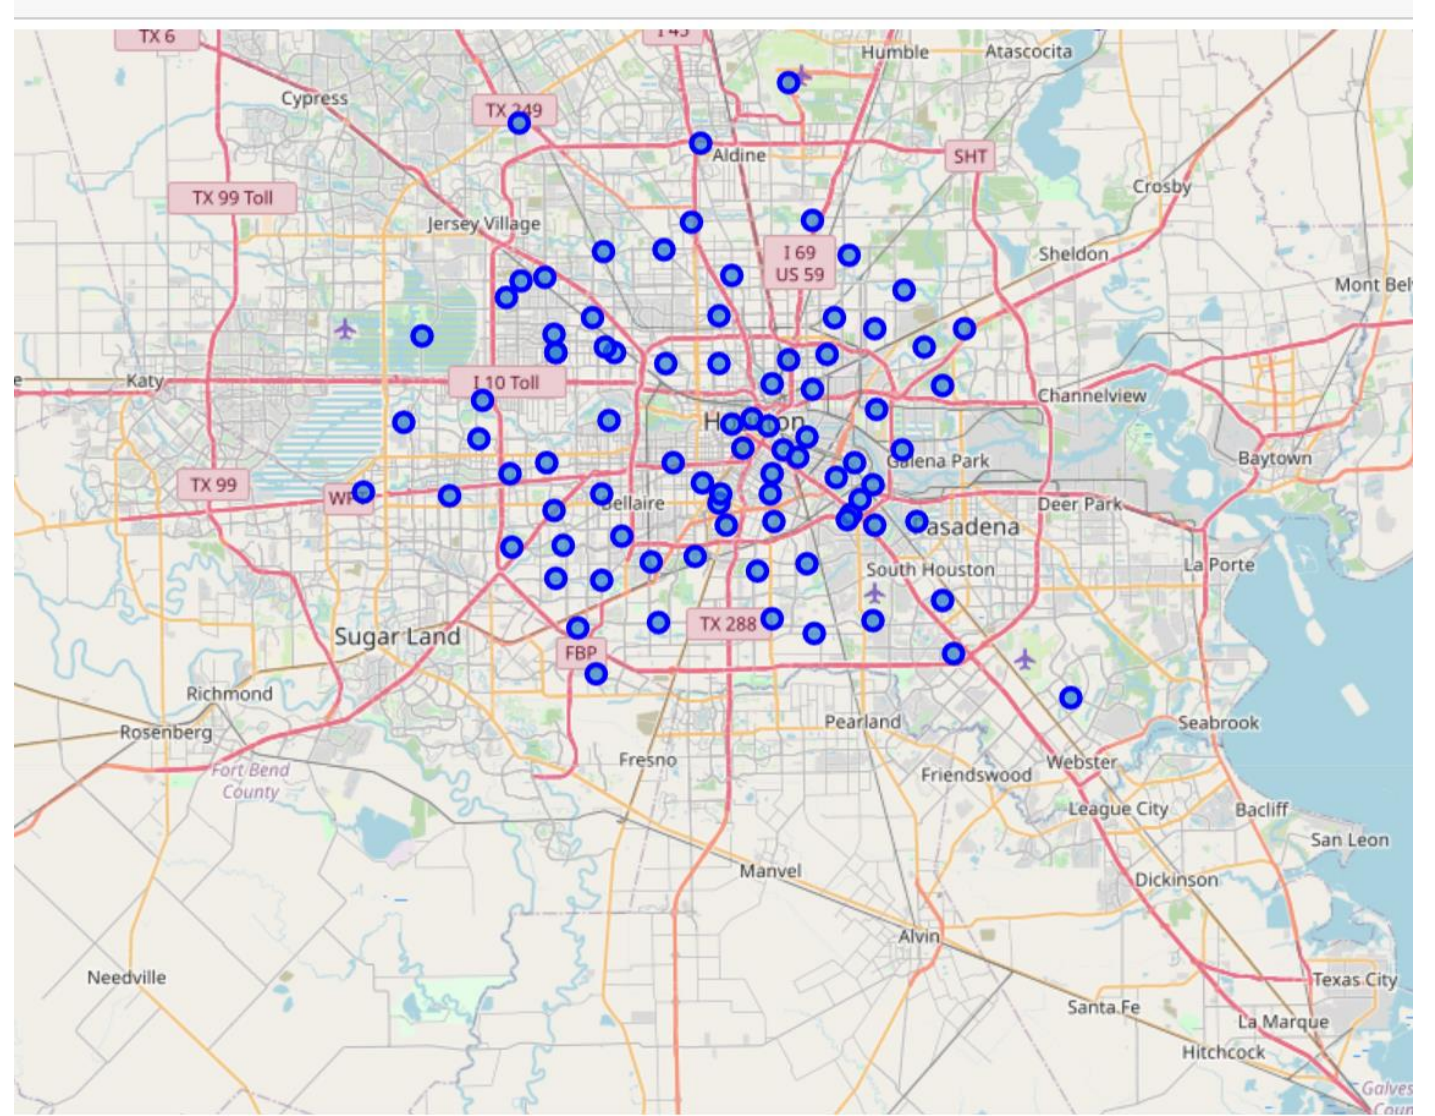 TX 6
I 45
Humble
Atascocita
Cypress
TX 249
Aldine
SHT
Crosby
TX 99 Toll
Jersey Village
I 69
US 59
Sheldon
Mont Bel
Katy
I 10 Toll
Channelview
Galena Park
Baytown
TX 99
Bellaire
Deer Park
Pasadena
La Porte
South Houston
TX 288
Sugar Land
FBP
Richmond
Rosenberg
Pearland
Seabrook
Fresno
Webster
Fort Bend
County
Friendswood
League City
Bacliff
San Leon
Manvel
Dickinson
Alvin
Needville
Texas City
Santa Fe
La Marque
Hitchcock
Galves
Coun